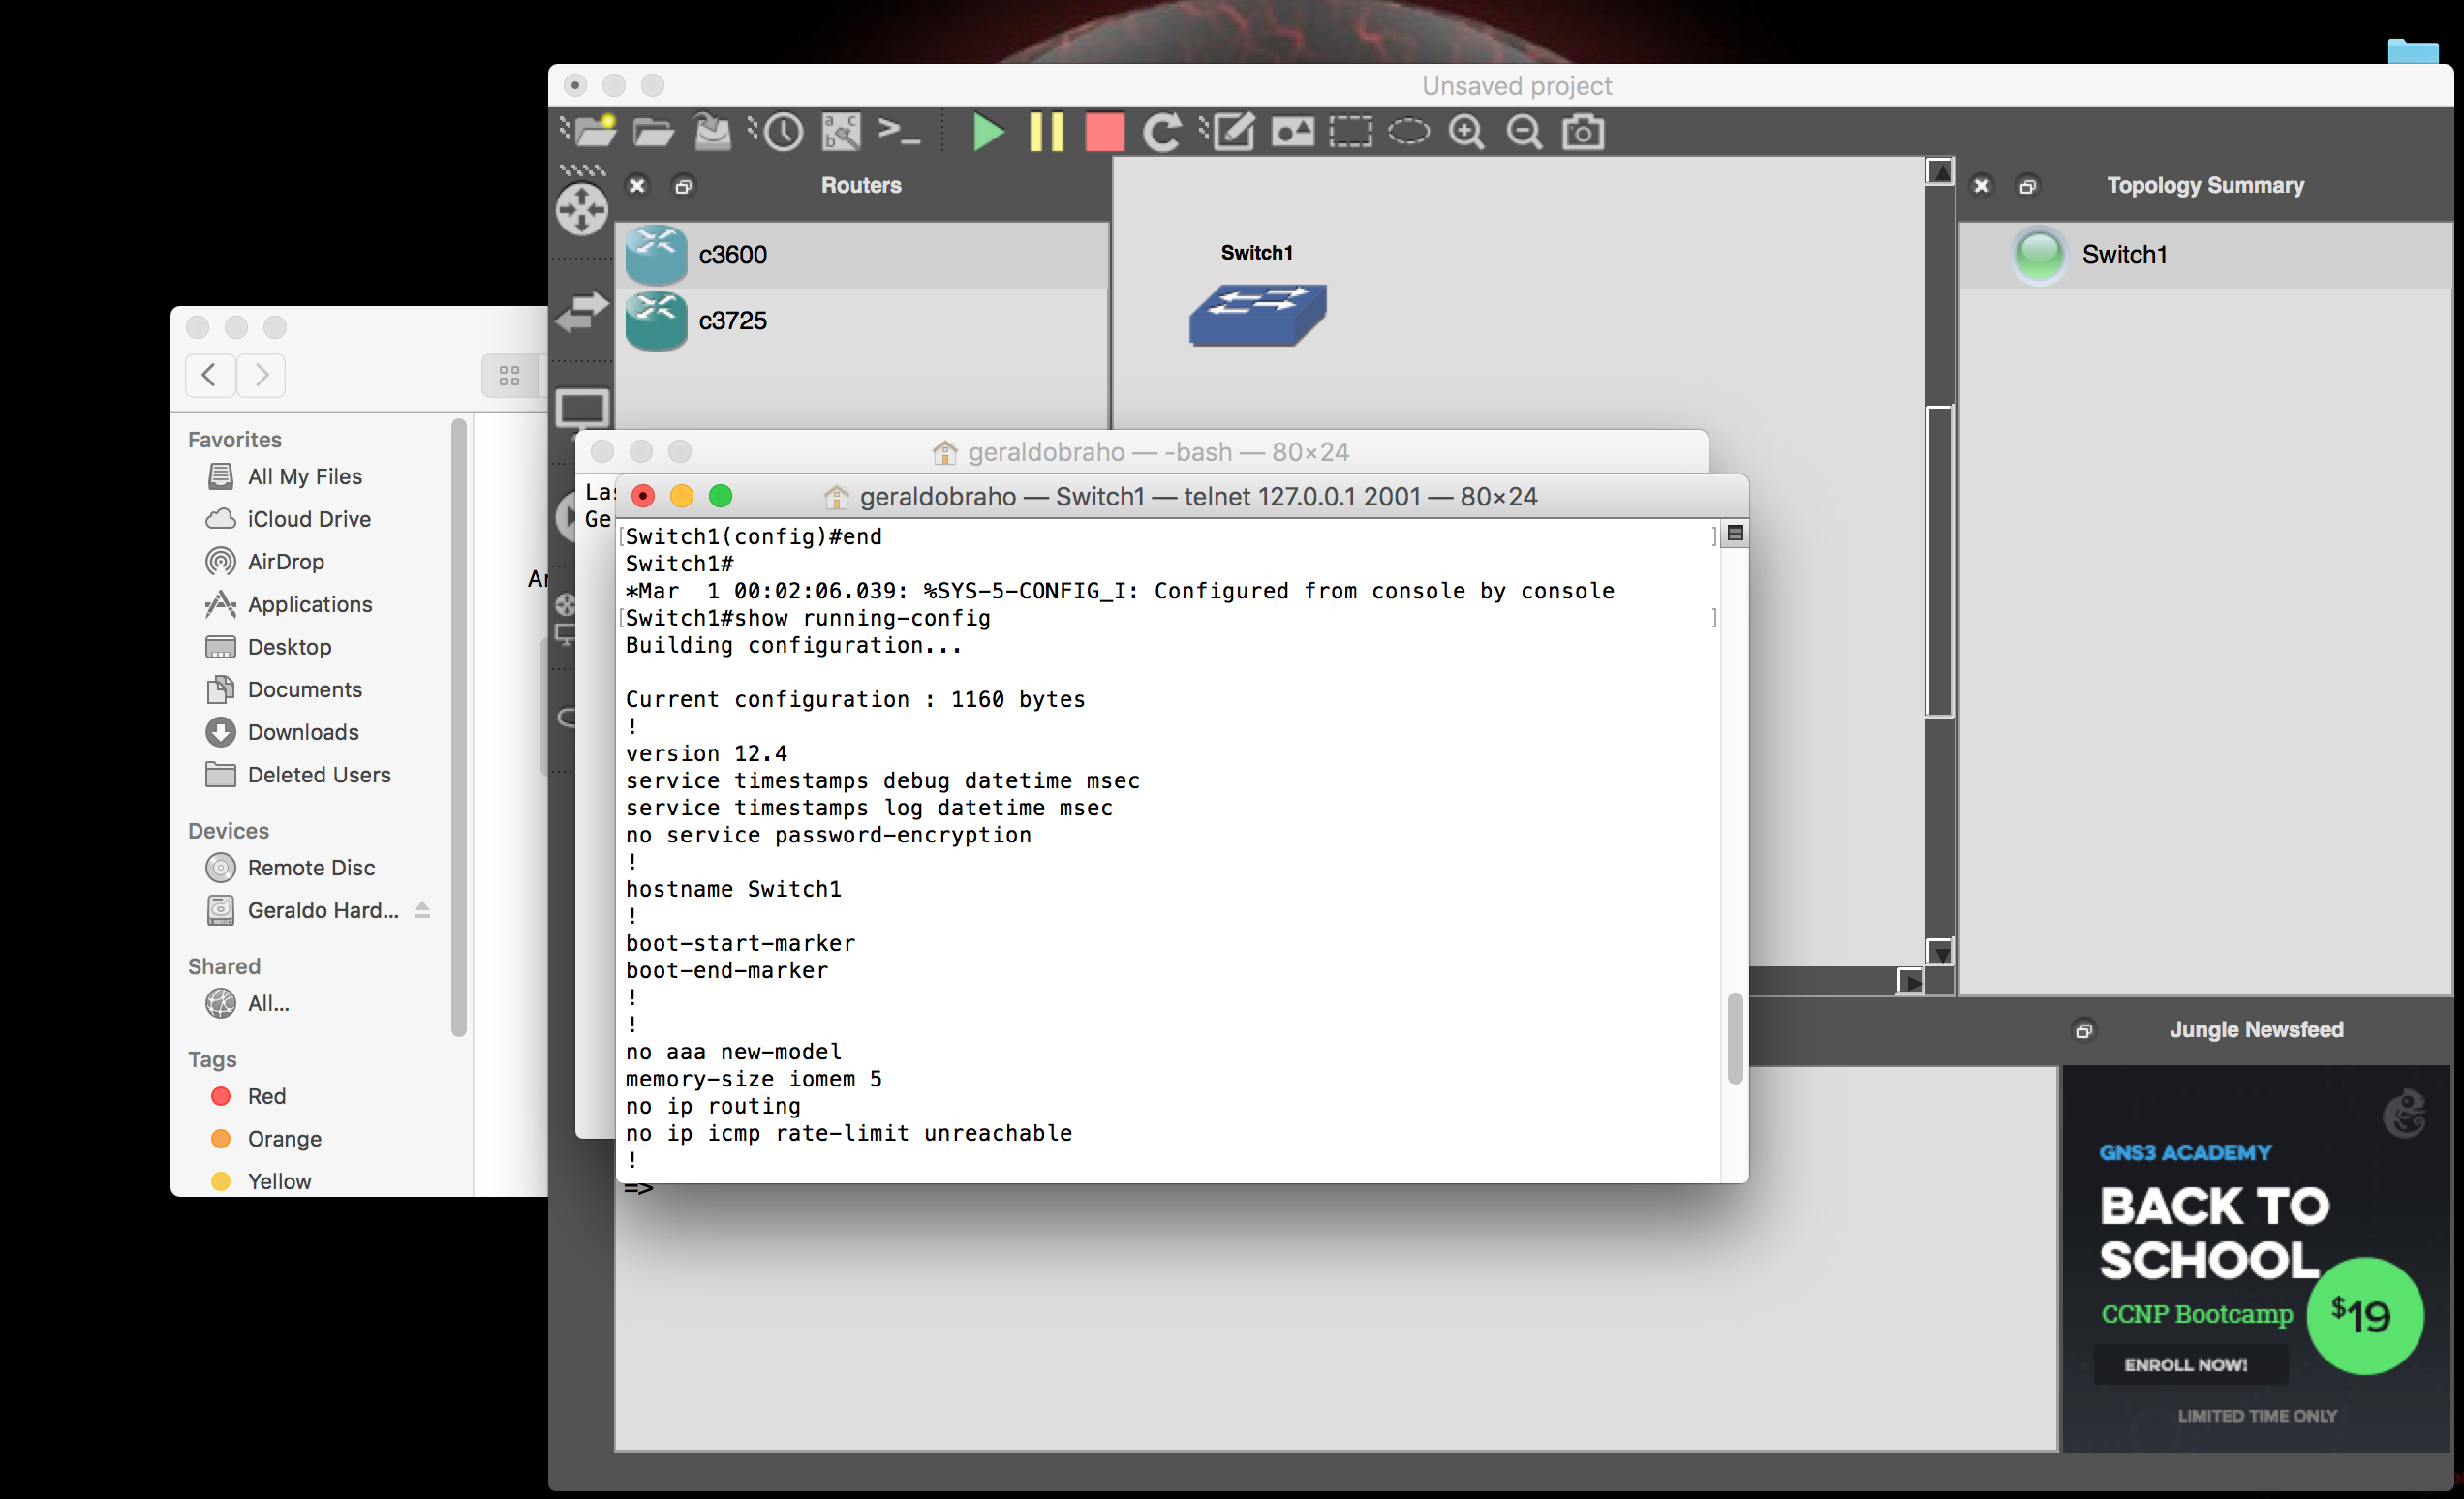 Unsaved project
Routers
c3600
c3725
Switch1
Topology Summary
Switch1
Favorites
All My Files
iCloud Drive
AirDrop
Applications
Desktop
Documents
Downloads
Deleted Users
Devices
Remote Disc
Geraldo Hard...
Shared
All...
Tags
Red
Orange
Yellow
geraldobraho — -bash — 80×24
geraldobraho — Switch1 — telnet 127.0.0.1 2001 — 80×24
Switch1(config)#end
Switch1#
*Mar  1 00:02:06.039: %SYS-5-CONFIG_I: Configured from console by console
Switch1#show running-config
Building configuration...
Current configuration : 1160 bytes
!
version 12.4
service timestamps debug datetime msec
service timestamps log datetime msec
no service password-encryption
!
hostname Switch1
!
boot-start-marker
boot-end-marker
!
!
no aaa new-model
memory-size iomem 5
no ip routing
no ip icmp rate-limit unreachable
!
=>
Jungle Newsfeed
GNS3 ACADEMY
BACK TO
SCHOOL
CCNP Bootcamp
$19
ENROLL NOW!
LIMITED TIME ONLY